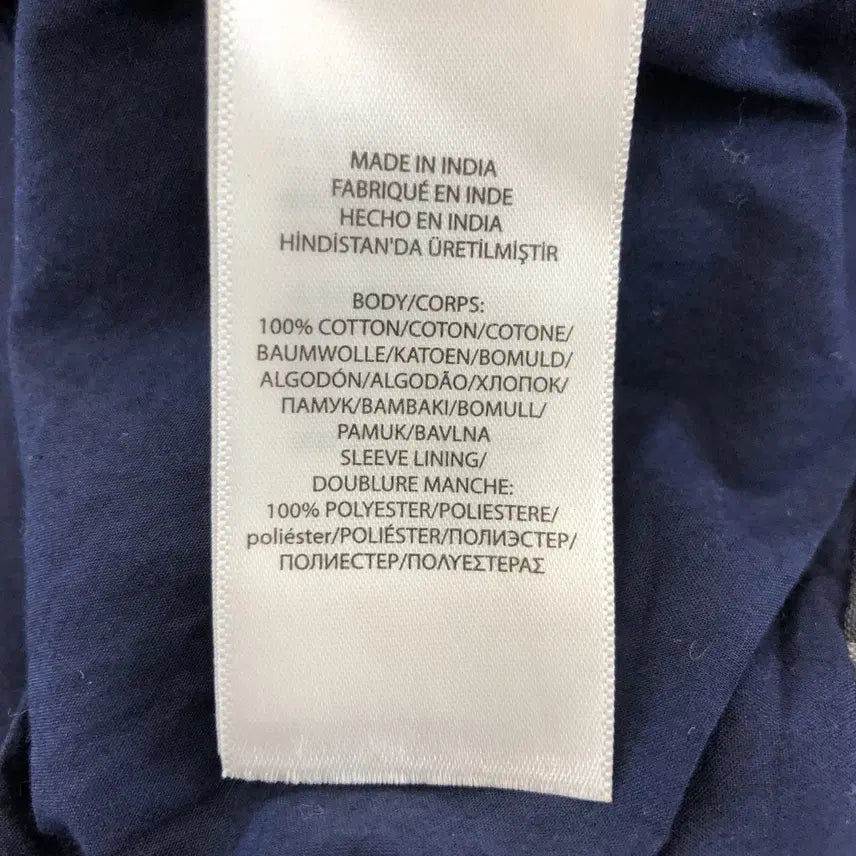 MADE IN INDIA
FABRIQUÉ EN INDE
HECHO EN INDIA
HİNDİSTAN'DA ÜRETİLMİŞTİR
BODY/CORPS:
100% COTTON/COTON/COTONE/
BAUMWOLLE/KATOEN/BOMULD/
ALGODÓN/ALGODÃO/ХЛОПОК/
ПАМУК/ΒΑΜΒΑΚΙ/BOMULL/
PAMUK/BAVLNA
SLEEVE LINING/
DOUBLURE MANCHE:
100% POLYESTER/POLIESTERE/
poliéster/POLIÉSTER/ПОЛИЭСТЕР/
ПОЛИЕСТЕР/ΠΟΛΥΕΣΤΕΡΑΣ